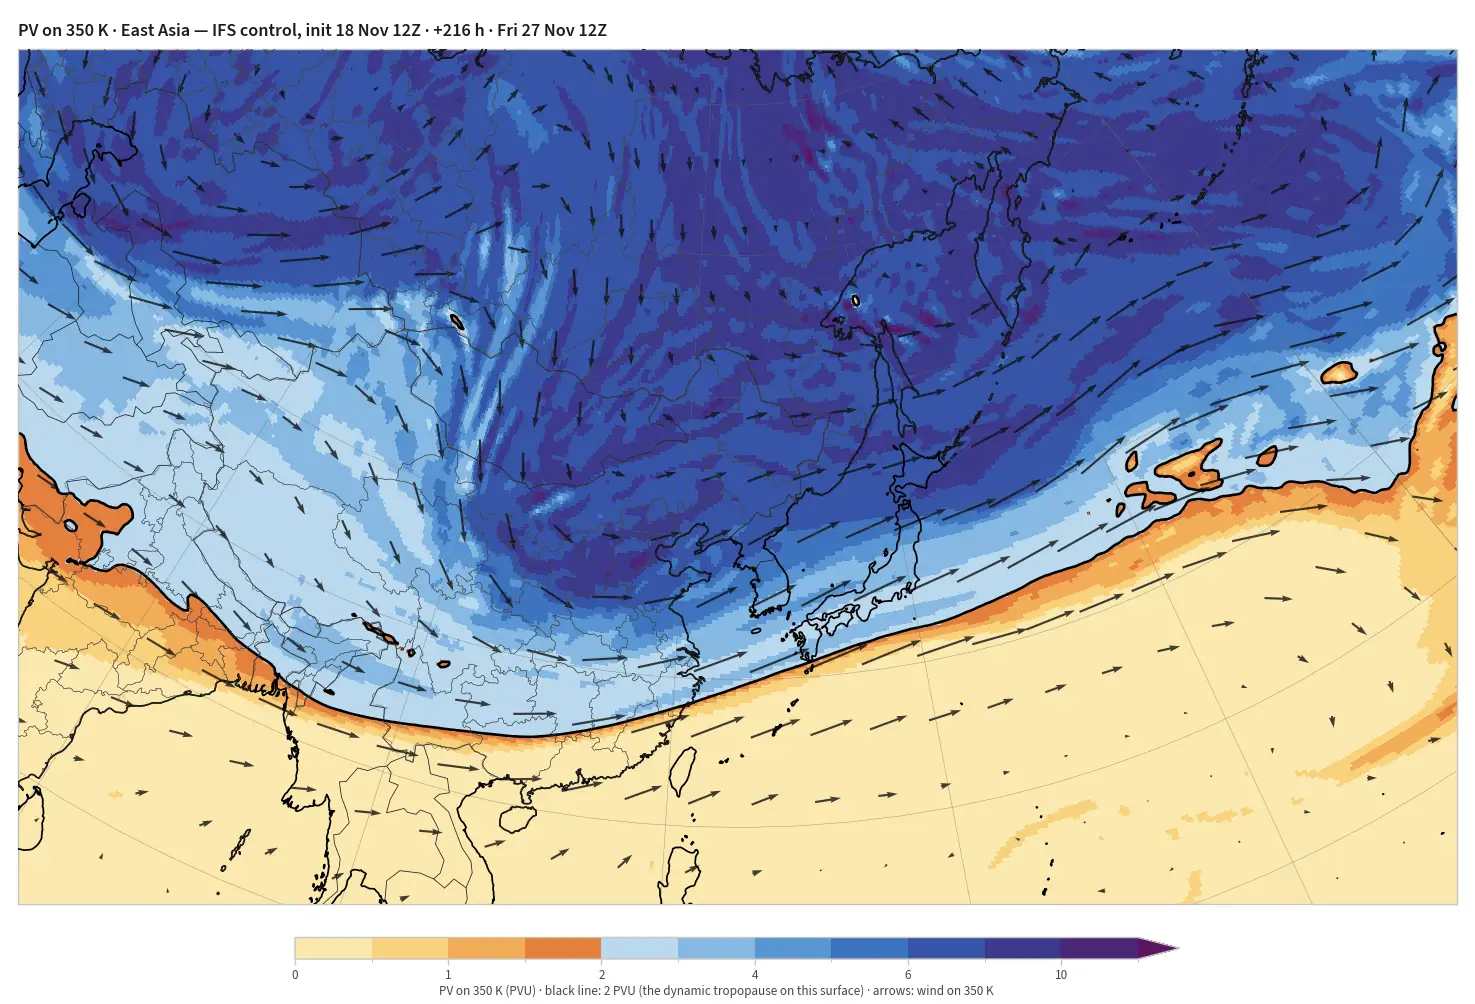 PV on 350 K · East Asia — IFS control, init 18 Nov 12Z · +216 h · Fri 27 Nov 12Z
0 1 2 4 6 10
PV on 350 K (PVU) · black line: 2 PVU (the dynamic tropopause on this surface) · arrows: wind on 350 K